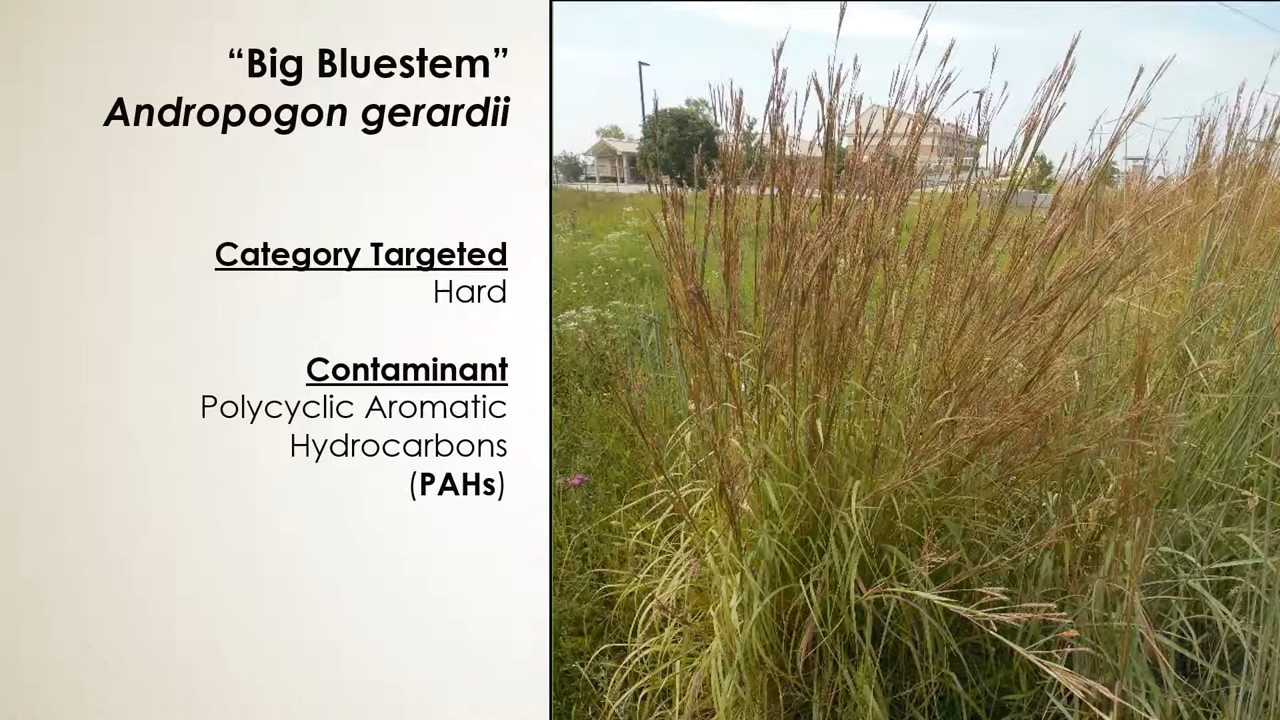 “Big Bluestem”
Andropogon gerardii
Category Targeted
Hard
Contaminant
Polycyclic Aromatic
Hydrocarbons
(PAHs)